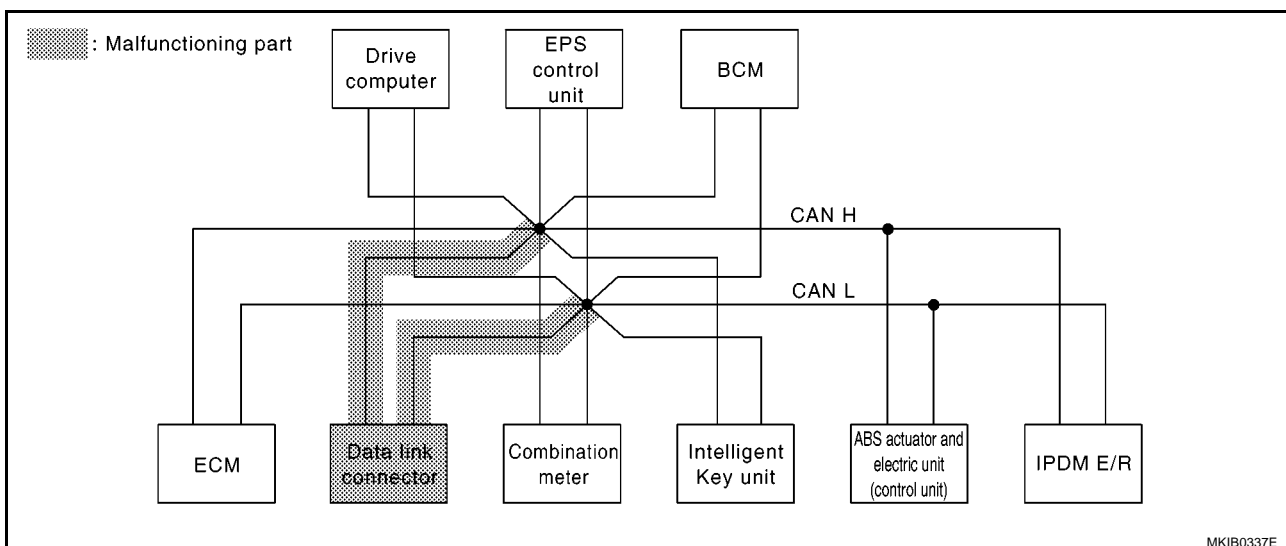 : Malfunctioning part
Drive
computer
EPS
control
unit
BCM
CAN H
CAN L
ECM
Data link
connector
Combination
meter
Intelligent
Key unit
ABS actuator and
electric unit
(control unit)
IPDM E/R
MKIB0337E